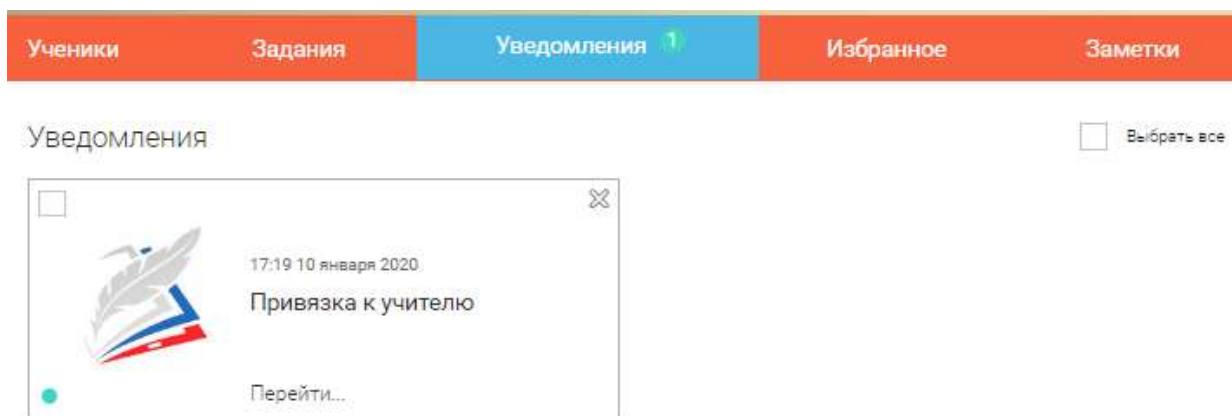 Ученики Задания Уведомления 1 Избранное Заметки
Уведомления Выбрать все
17:19 10 января 2020
Привязка к учителю
Перейти...